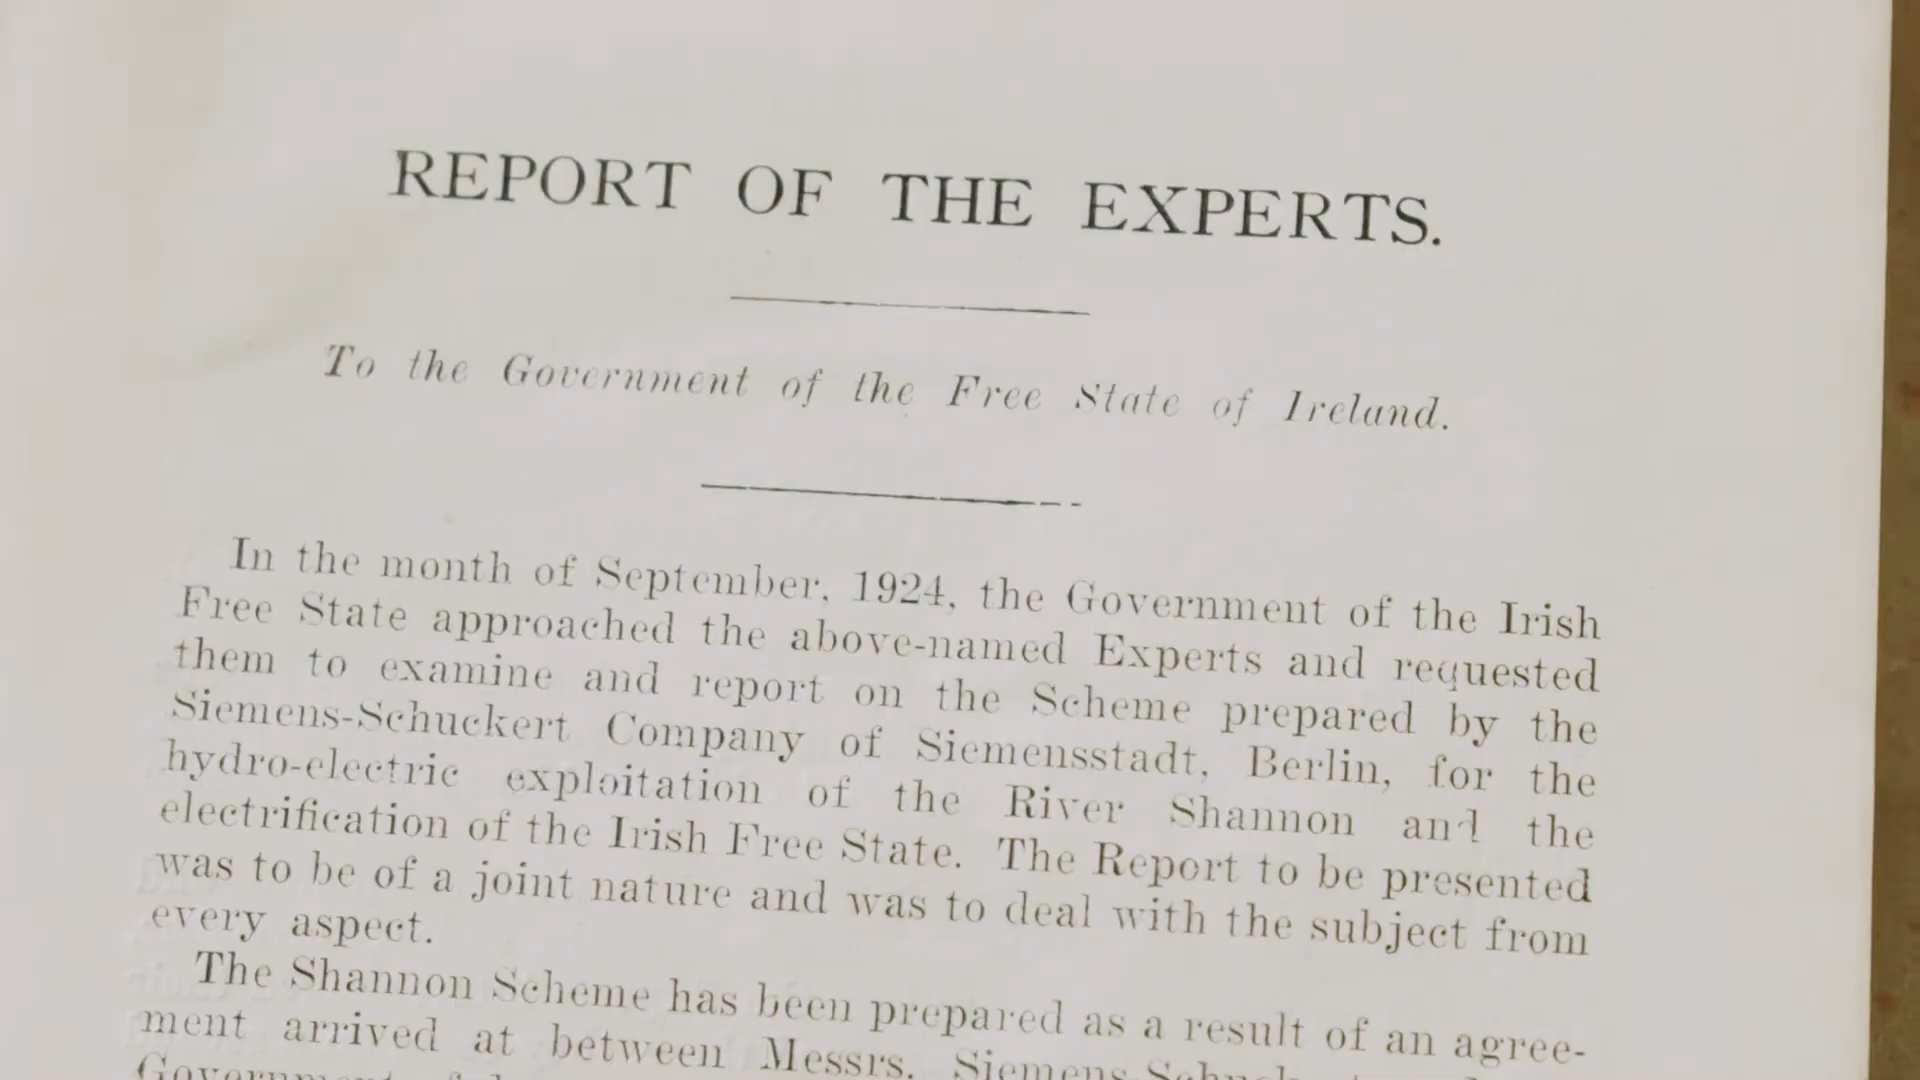 REPORT OF THE EXPERTS.
To the Government of the Free State of Ireland.
In the month of September, 1924, the Government of the Irish
Free State approached the above-named Experts and requested
them to examine and report on the Scheme prepared by the
Siemens-Schuckert Company of Siemensstadt, Berlin, for the
hydro-electric exploitation of the River Shannon and the
electrification of the Irish Free State. The Report to be presented
was to be of a joint nature and was to deal with the subject from
every aspect.
The Shannon Scheme has been prepared as a result of an agree-
ment arrived at between Messrs. Siemens-Schuckert
Government